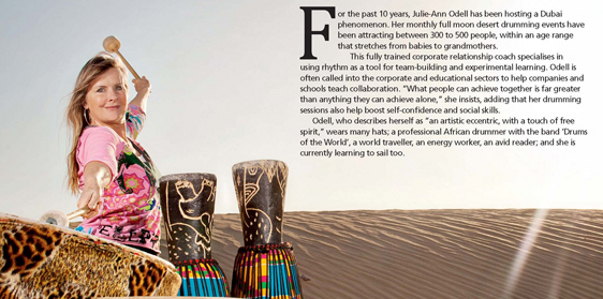 For the past 10 years, Julie-Ann Odell has been hosting a Dubai
phenomenon. Her monthly full moon desert drumming events have
been attracting between 300 to 500 people, within an age range
that stretches from babies to grandmothers.
This fully trained corporate relationship coach specialises in
using rhythm as a tool for team-building and experimental learning. Odell is
often called into the corporate and educational sectors to help companies and
schools teach collaboration. “What people can achieve together is far greater
than anything they can achieve alone,” she insists, adding that her drumming
sessions also help boost self-confidence and social skills.
Odell, who describes herself as “an artistic eccentric, with a touch of free
spirit,” wears many hats; a professional African drummer with the band ‘Drums
of the World’, a world traveller, an energy worker, an avid reader; and she is
currently learning to sail too.